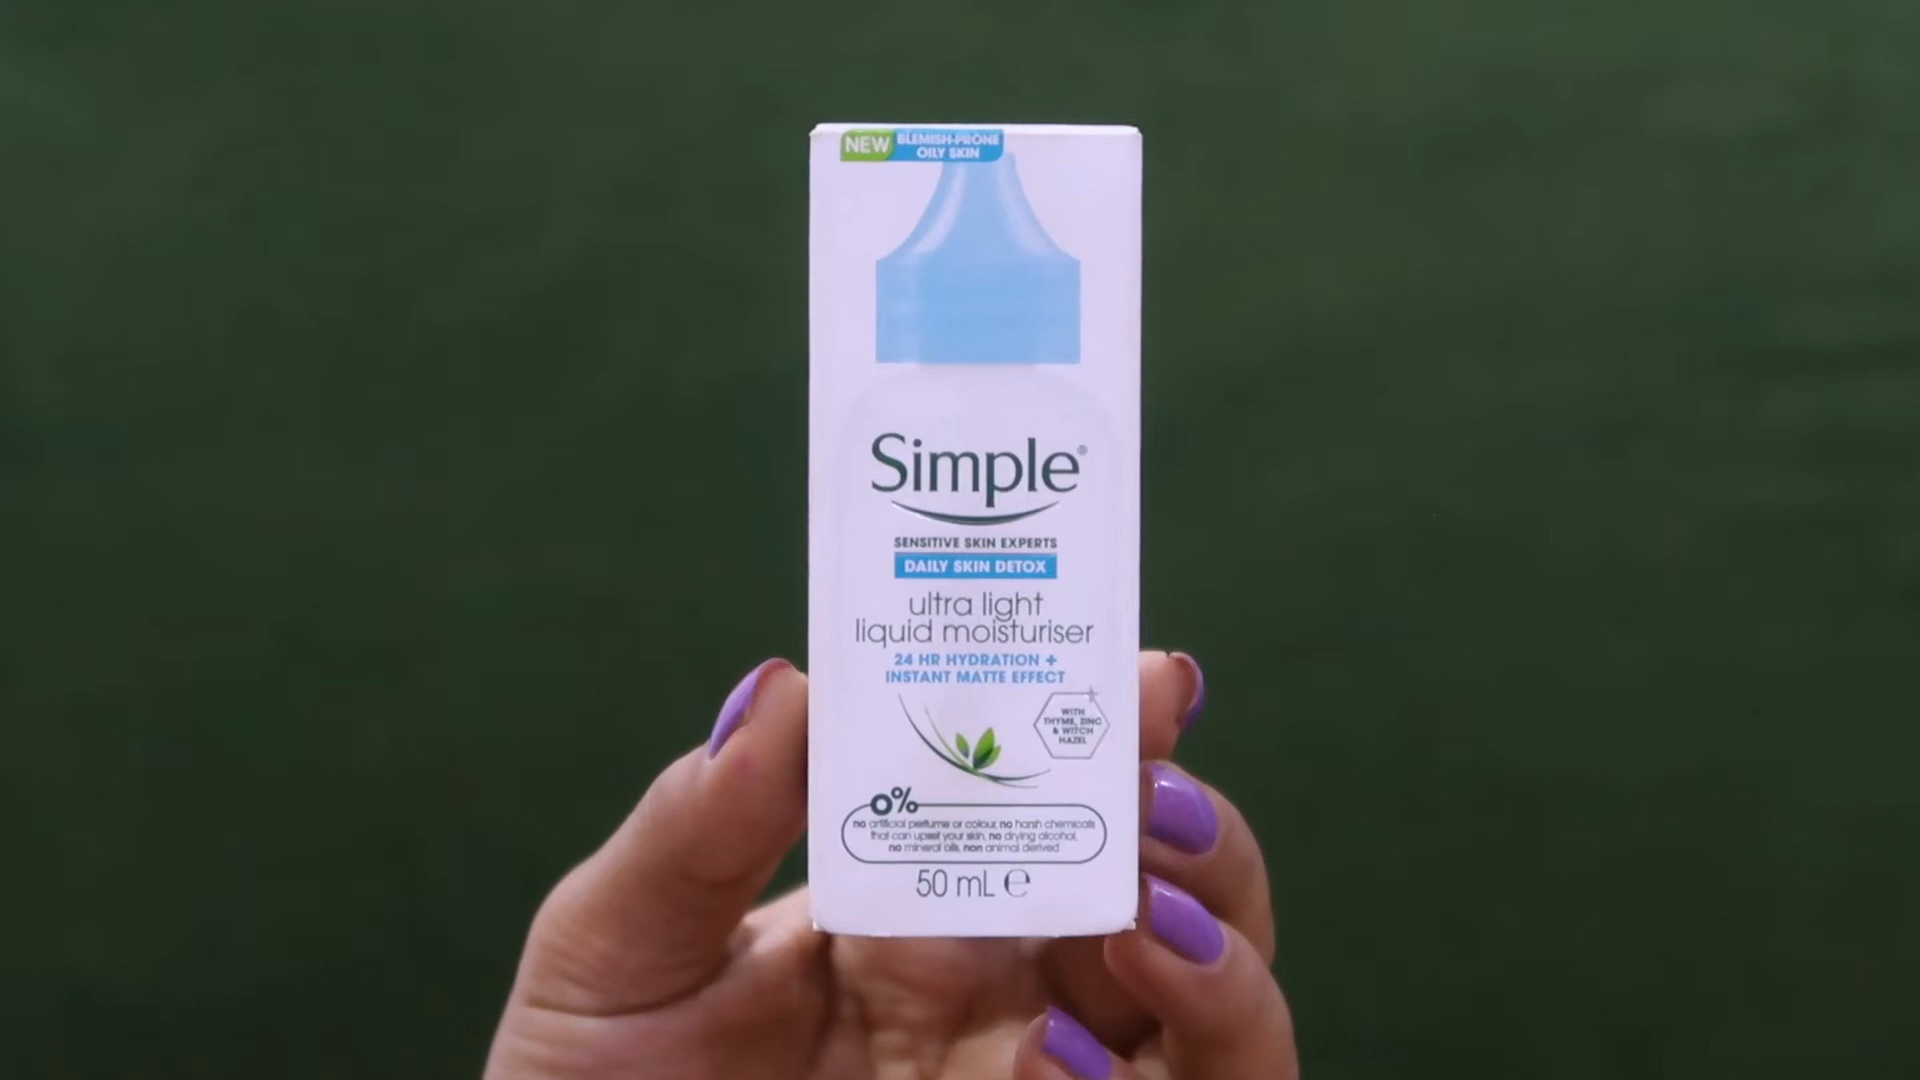 NEW BLEMISH-PRONE
OILY SKIN
Simple®
SENSITIVE SKIN EXPERTS
DAILY SKIN DETOX
ultra light
liquid moisturiser
24 HR HYDRATION +
INSTANT MATTE EFFECT
WITH
THYME, ZINC
& WITCH
HAZEL
0%
no artificial perfume or colour, no harsh chemicals
that can upset your skin, no drying alcohol,
no mineral oils, non animal derived
50 mL ℮